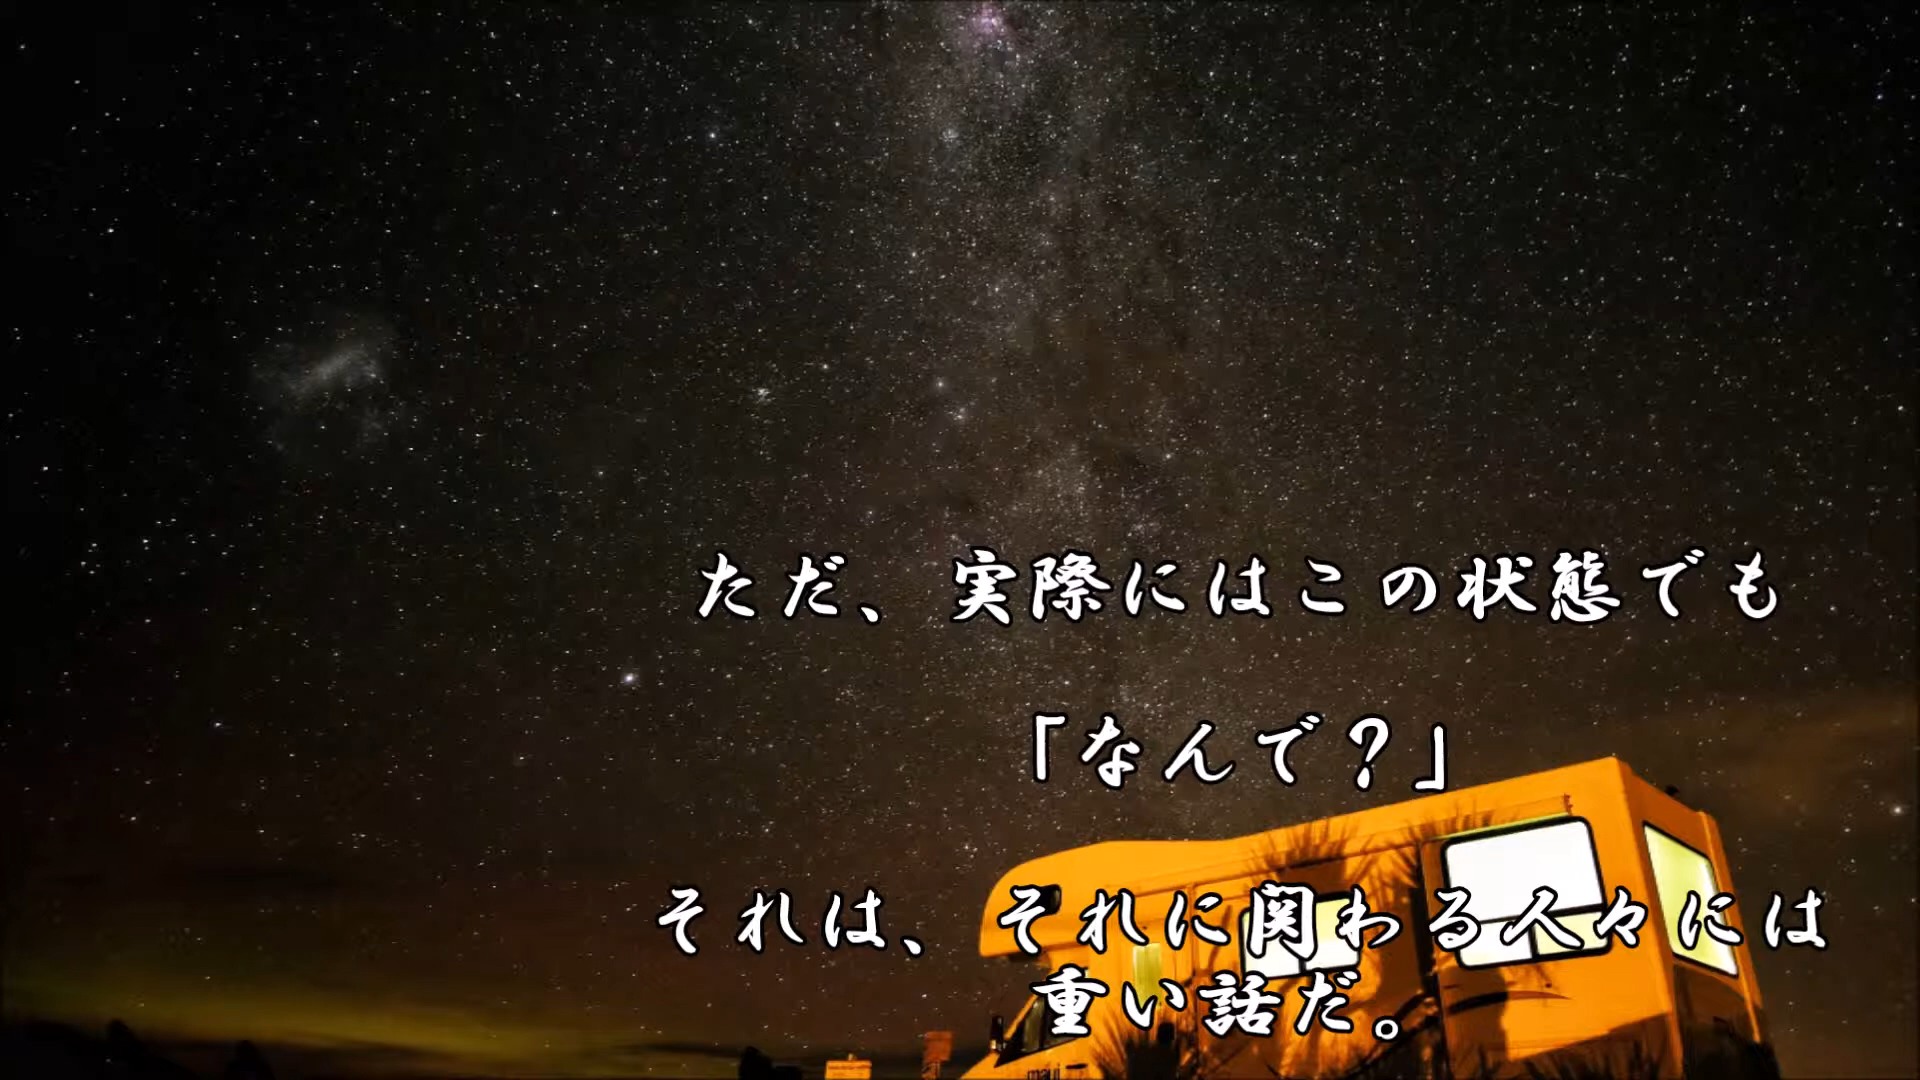 ただ、実際にはこの状態でも
「なんで？」
それは、それに関わる人々には
重い話だ。
maui